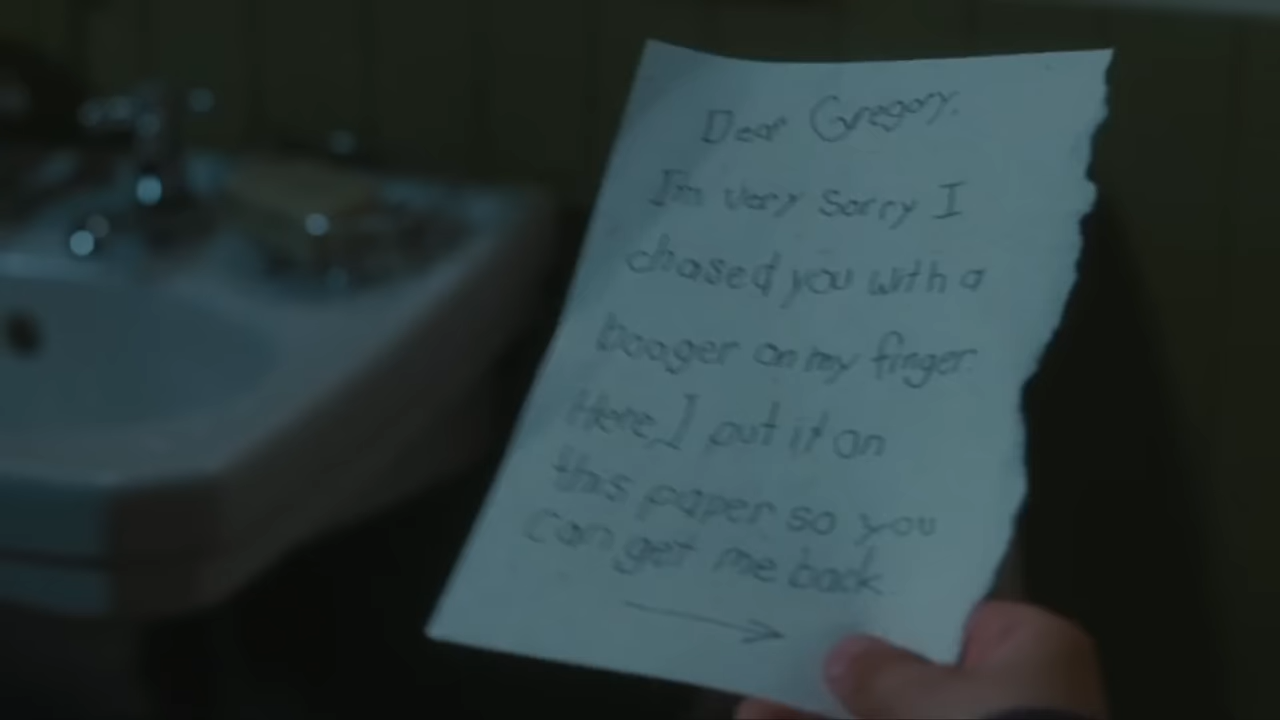 Dear Gregory,
I'm very sorry I
chased you with a
booger on my finger.
Here, I put it on
this paper so you
can get me back.